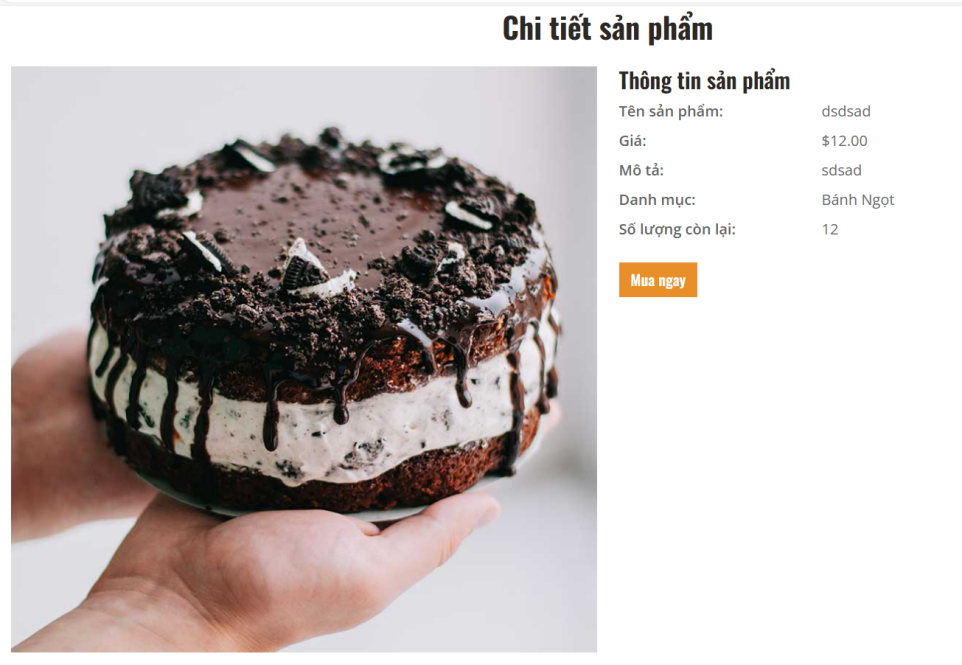 Chi tiết sản phẩm
Thông tin sản phẩm
Tên sản phẩm: dsdsad
Giá: $12.00
Mô tả: sdsad
Danh mục: Bánh Ngọt
Số lượng còn lại: 12
Mua ngay